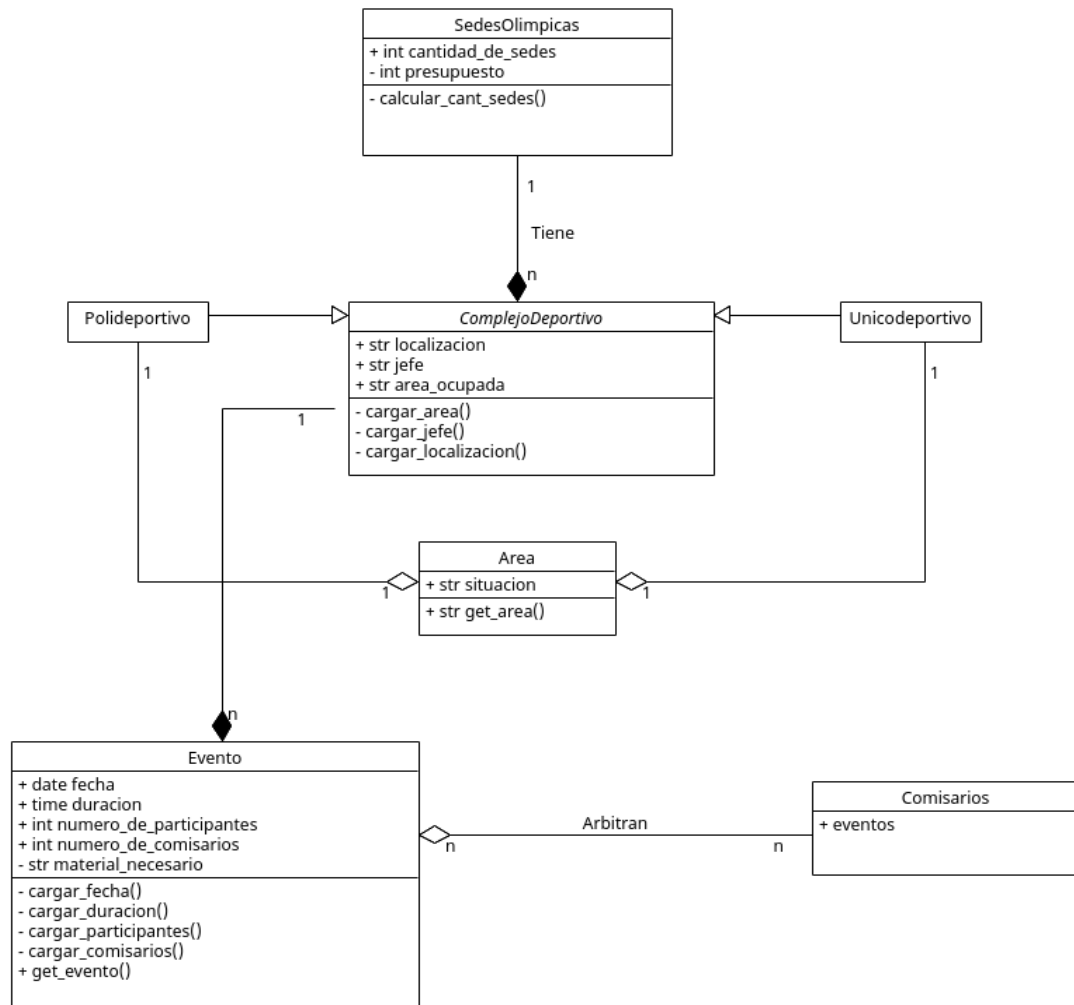 SedesOlimpicas
+ int cantidad_de_sedes
- int presupuesto
- calcular_cant_sedes()
1
Tiene
n
Polideportivo
ComplejoDeportivo
Unicodeportivo
+ str localizacion
+ str jefe
+ str area_ocupada
1
1
- cargar_area()
- cargar_jefe()
- cargar_localizacion()
1
Area
+ str situacion
+ str get_area()
1
1
n
Evento
+ date fecha
+ time duracion
+ int numero_de_participantes
+ int numero_de_comisarios
- str material_necesario
- cargar_fecha()
- cargar_duracion()
- cargar_participantes()
- cargar_comisarios()
+ get_evento()
Arbitran
n
n
Comisarios
+ eventos